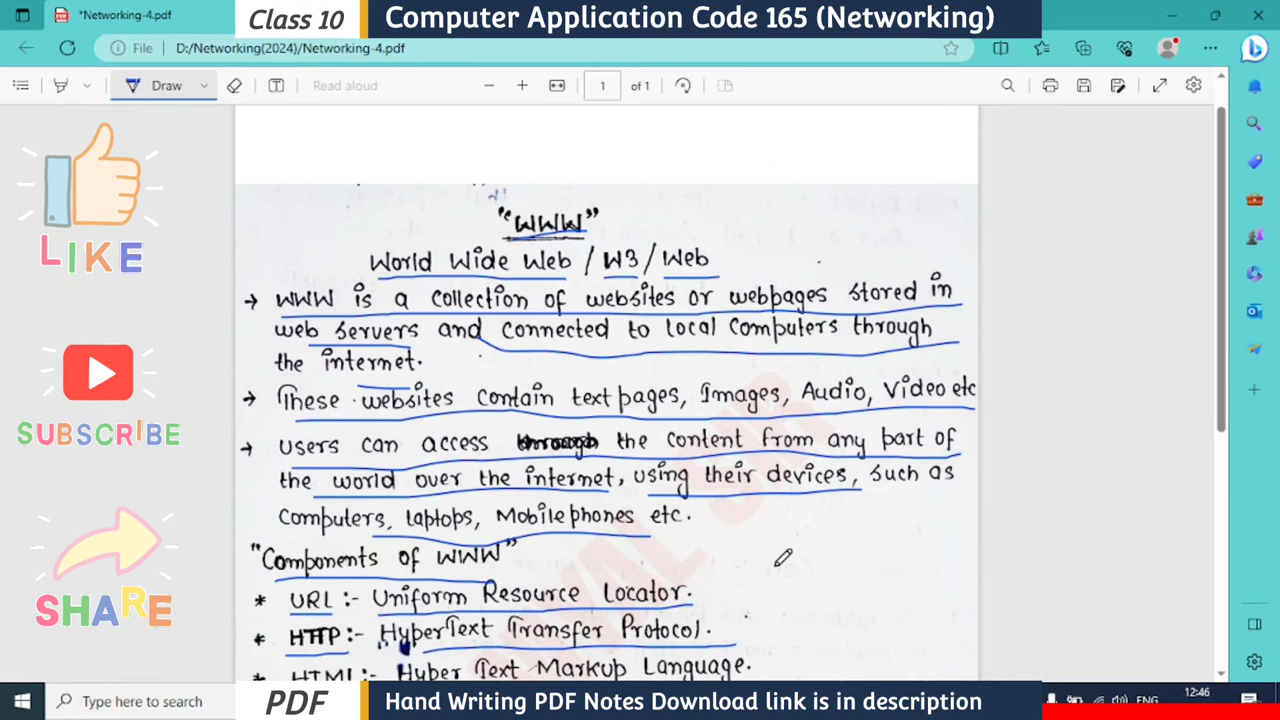 *Networking-4.pdf
Class 10
Computer Application Code 165 (Networking)
File
D:/Networking(2024)/Networking-4.pdf
Draw
Read aloud
1
of 1
"WWW"
World Wide Web / W3 / Web
→ WWW is a collection of websites or webpages stored in
web servers and connected to local computers through
the internet.
→ These websites contain text pages, Images, Audio, Video etc
→ Users can access the content from any part of
the world over the internet, using their devices, such as
Computers, laptops, Mobile phones etc.
"Components of WWW"
* URL :- Uniform Resource Locator.
* HTTP :- HyperText Transfer Protocol.
* HTML :- Hyper Text Markup Language.
LIKE
SUBSCRIBE
SHARE
Type here to search
PDF
Hand Writing PDF Notes Download link is in description
ENG
12:46